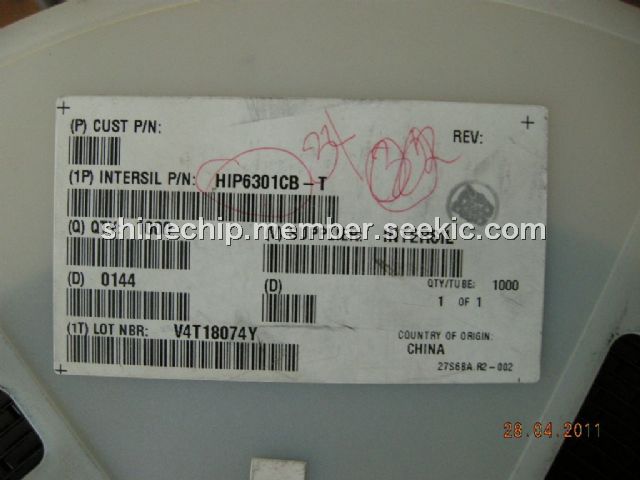 (P) CUST P/N:
REV:
(1P) INTERSIL P/N: HIP6301CB-T
shinechip.member.seekic.com
(D) 0144
(D)
QTY/TUBE: 1000
1 OF 1
(1T) LOT NBR: V4T18074Y
COUNTRY OF ORIGIN:
CHINA
27S6BA.R2-002
28.04.2011